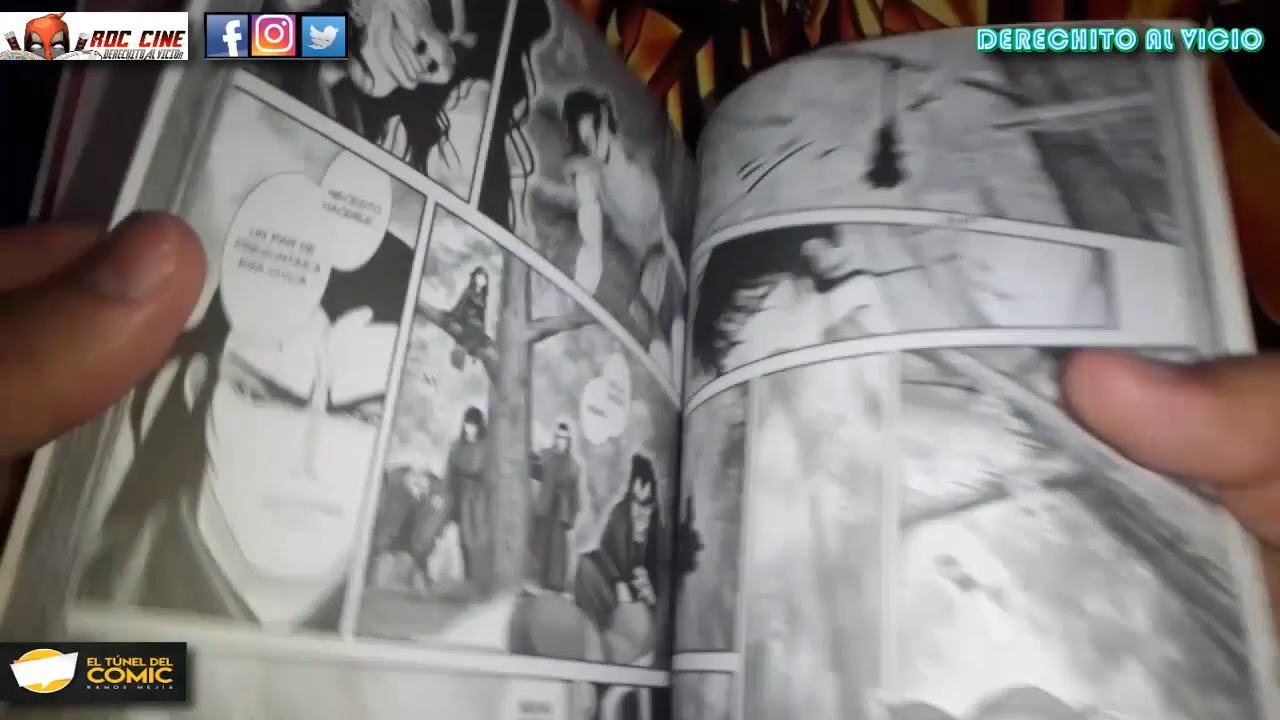 ROC CINE
DERECHITO AL VICIO
DERECHITO AL VICIO
NECESITO
HACERLE
UN PAR DE
PREGUNTAS A
ESA CHICA
EL TÚNEL DEL
COMIC
RAMOS MEJÍA